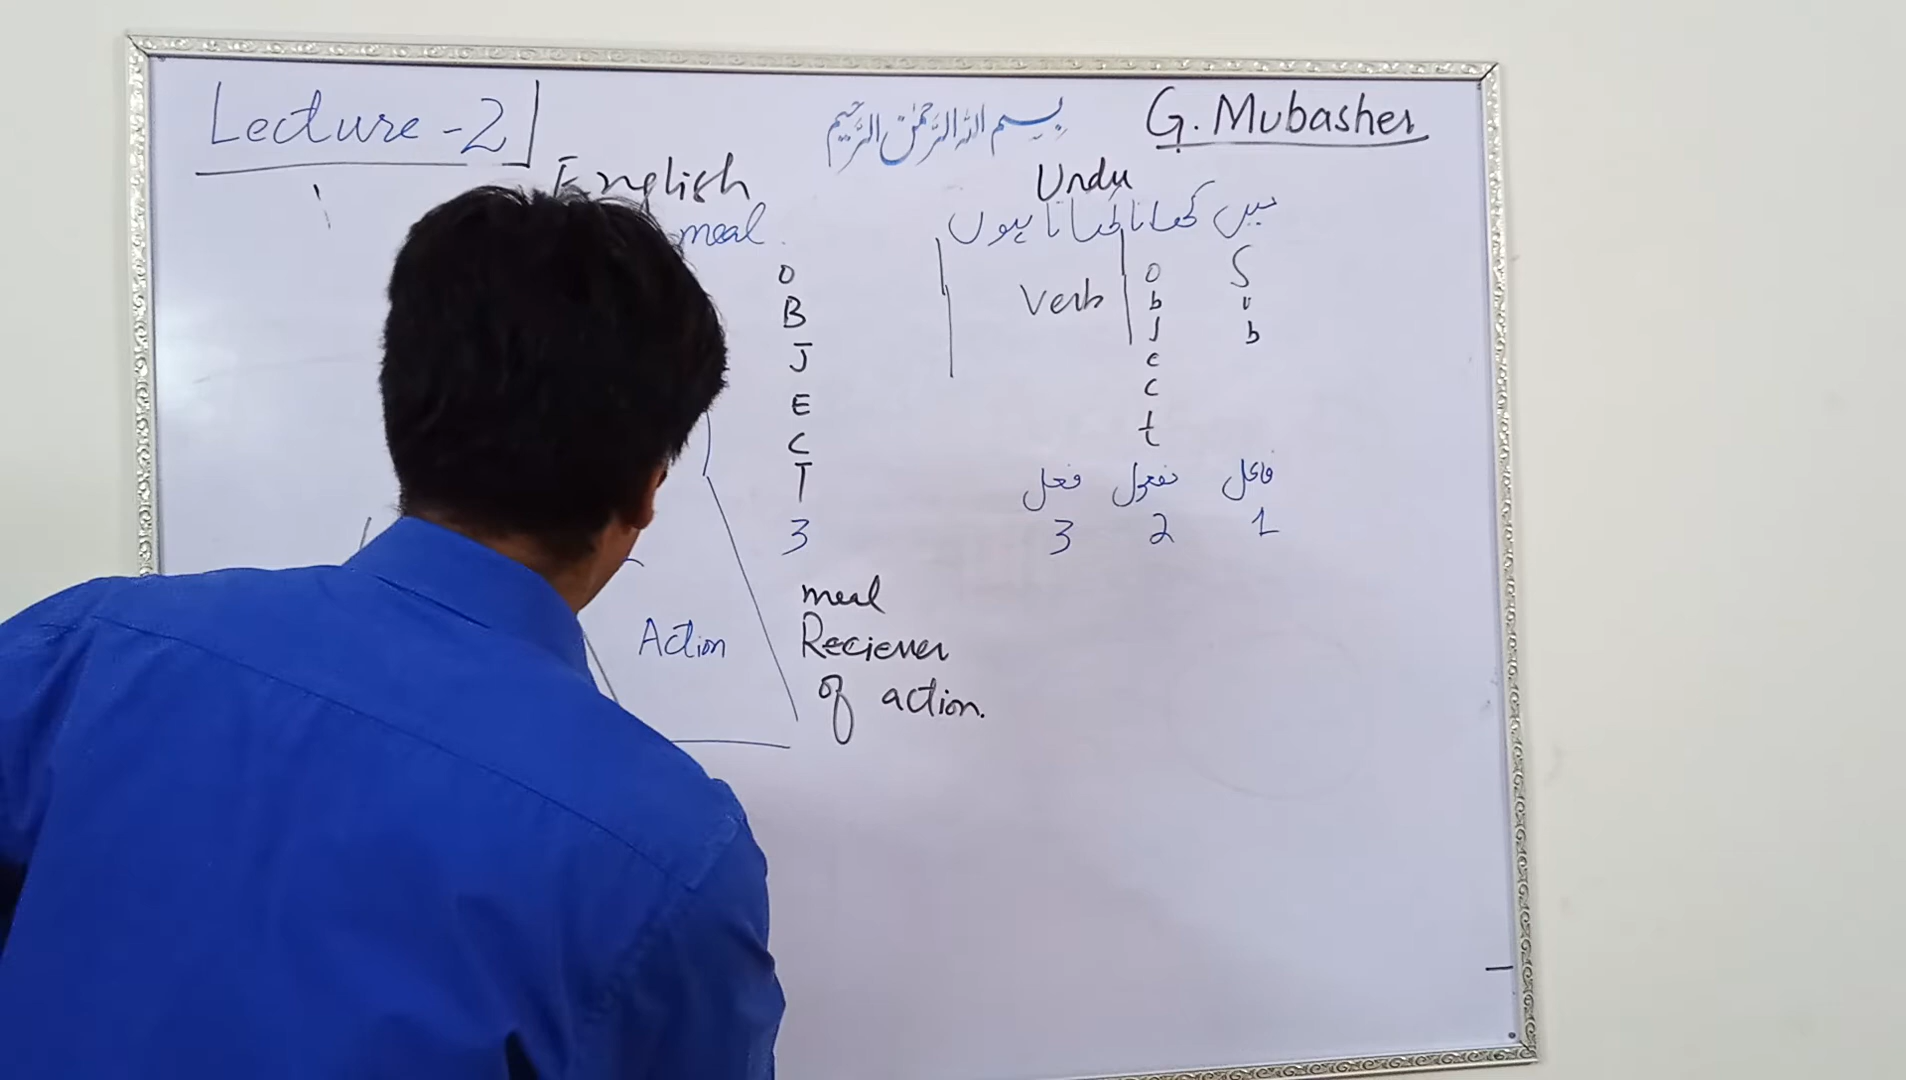 Lecture - 2
بسم اللہ الرحمٰن الرحیم
G. Mubasher
English
Urdu
meal.
میں کھانا کھاتا ہوں
O
B
J
E
C
T
3
Verb
o
b
J
e
c
t
S
u
b
فاعل مفعول فعل
1 2 3
meal
Action
Reciever
of action.